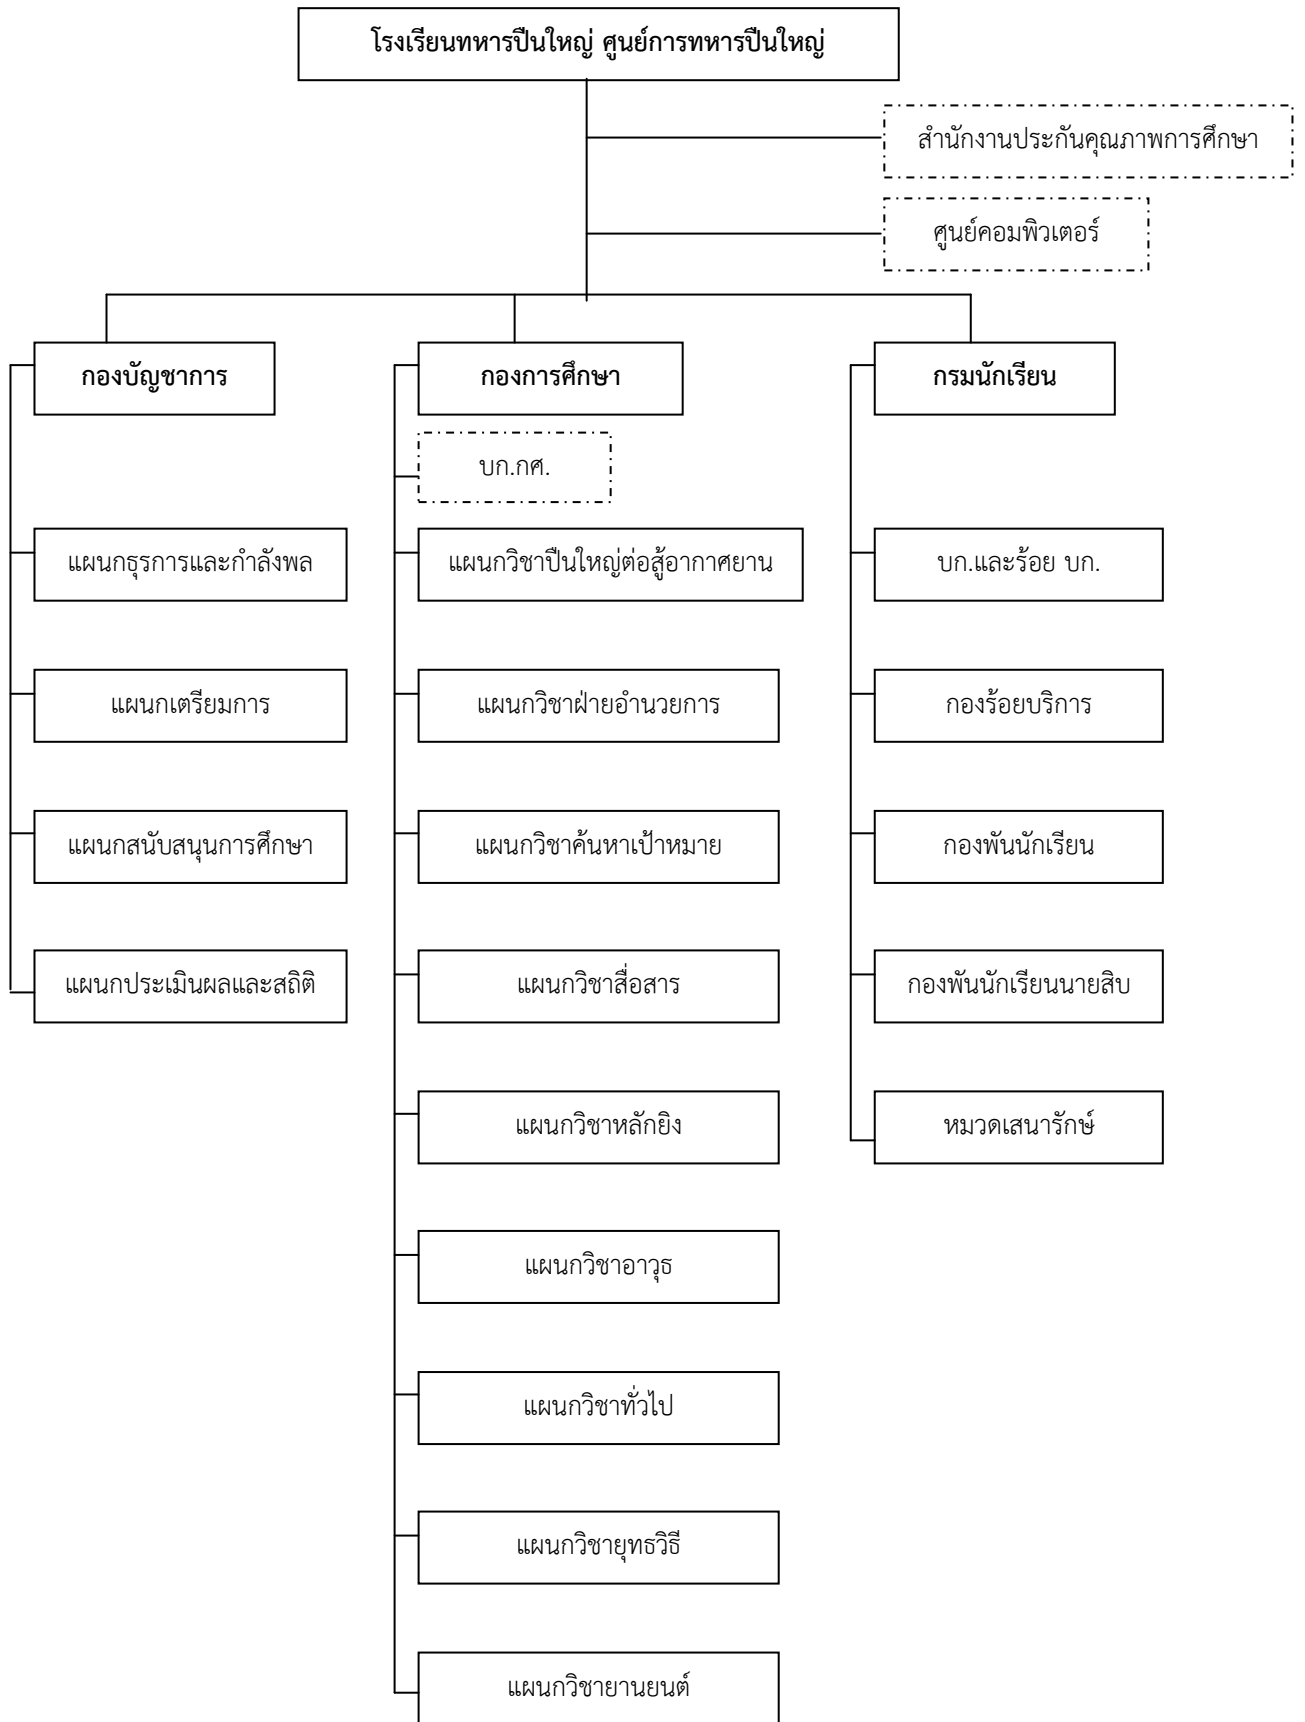 โรงเรียนทหารปืนใหญ่ ศูนย์การทหารปืนใหญ่
สำนักงานประกันคุณภาพการศึกษา
ศูนย์คอมพิวเตอร์
กองบัญชาการ
แผนกธุรการและกำลังพล
แผนกเตรียมการ
แผนกสนับสนุนการศึกษา
แผนกประเมินผลและสถิติ
กองการศึกษา
บก.กศ.
แผนกวิชาปืนใหญ่ต่อสู้อากาศยาน
แผนกวิชาฝ่ายอำนวยการ
แผนกวิชาค้นหาเป้าหมาย
แผนกวิชาสื่อสาร
แผนกวิชาหลักยิง
แผนกวิชาอาวุธ
แผนกวิชาทั่วไป
แผนกวิชายุทธวิธี
แผนกวิชายานยนต์
กรมนักเรียน
บก.และร้อย บก.
กองร้อยบริการ
กองพันนักเรียน
กองพันนักเรียนนายสิบ
หมวดเสนารักษ์